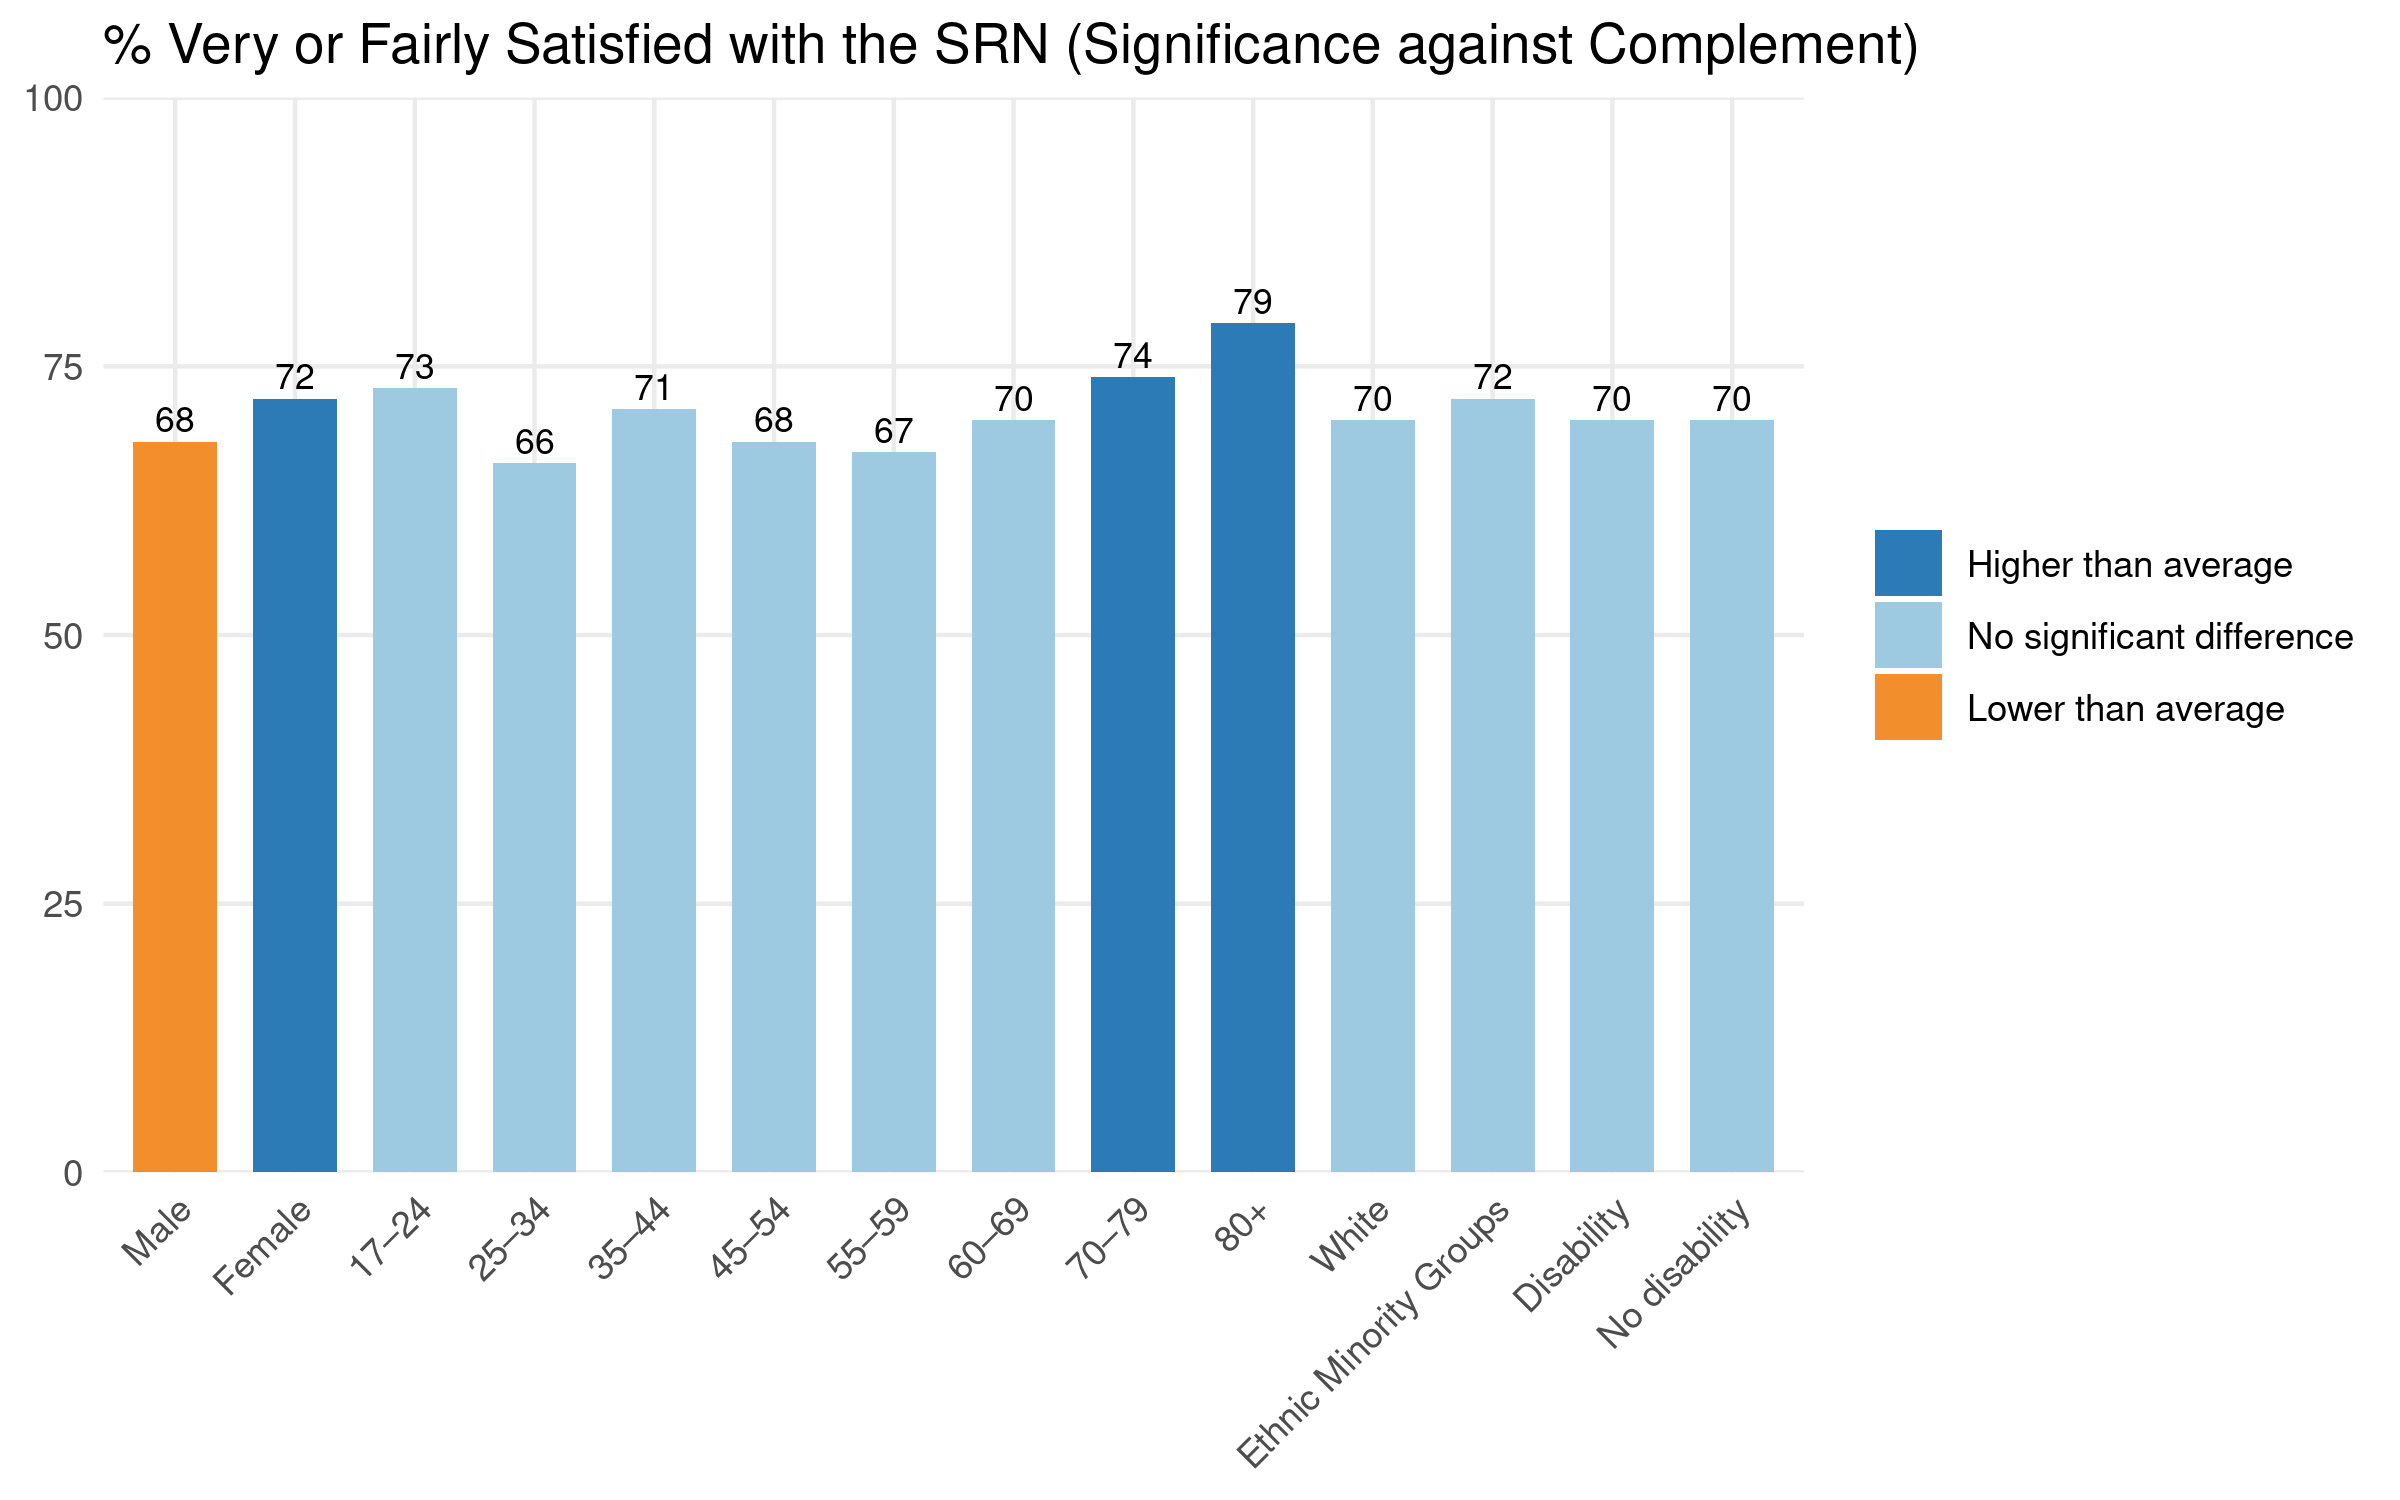 % Very or Fairly Satisfied with the SRN (Significance against Complement)
100
75
50
25
0
68
72
73
66
71
68
67
70
74
79
70
72
70
70
Male
Female
17–24
25–34
35–44
45–54
55–59
60–69
70–79
80+
White
Ethnic Minority Groups
Disability
No disability
Higher than average
No significant difference
Lower than average